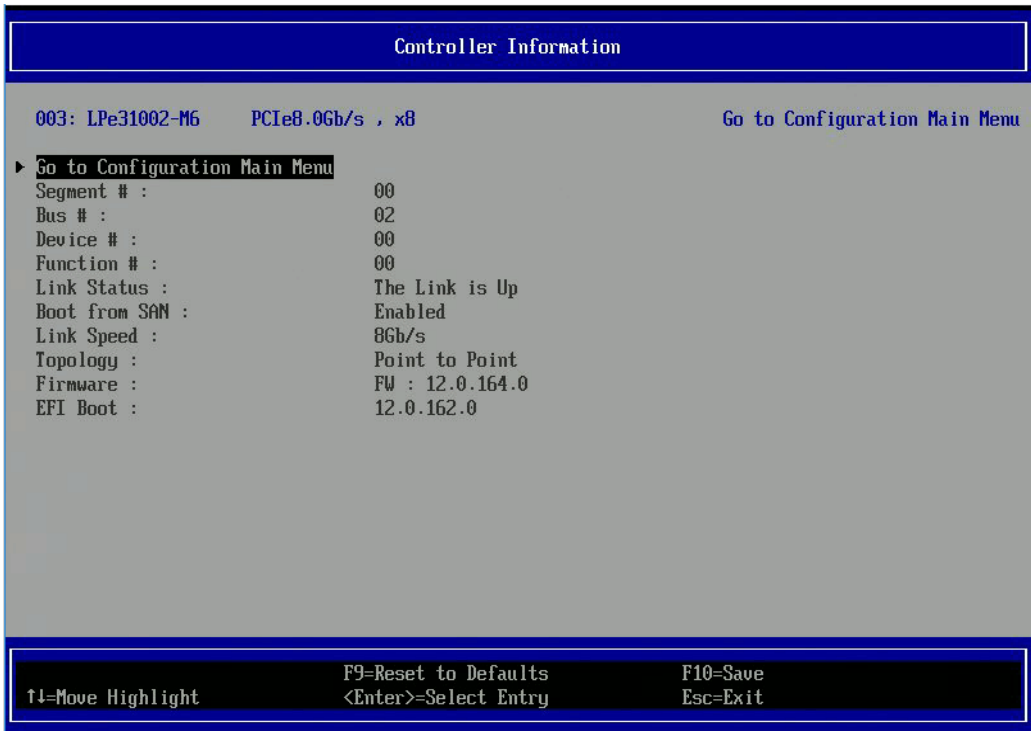 Controller Information
003: LPe31002-M6 PCIe8.0Gb/s , x8 Go to Configuration Main Menu
Go to Configuration Main Menu
Segment # : 00
Bus # : 02
Device # : 00
Function # : 00
Link Status : The Link is Up
Boot from SAN : Enabled
Link Speed : 8Gb/s
Topology : Point to Point
Firmware : FW : 12.0.164.0
EFI Boot : 12.0.162.0
F9=Reset to Defaults F10=Save
↑↓=Move Highlight <Enter>=Select Entry Esc=Exit